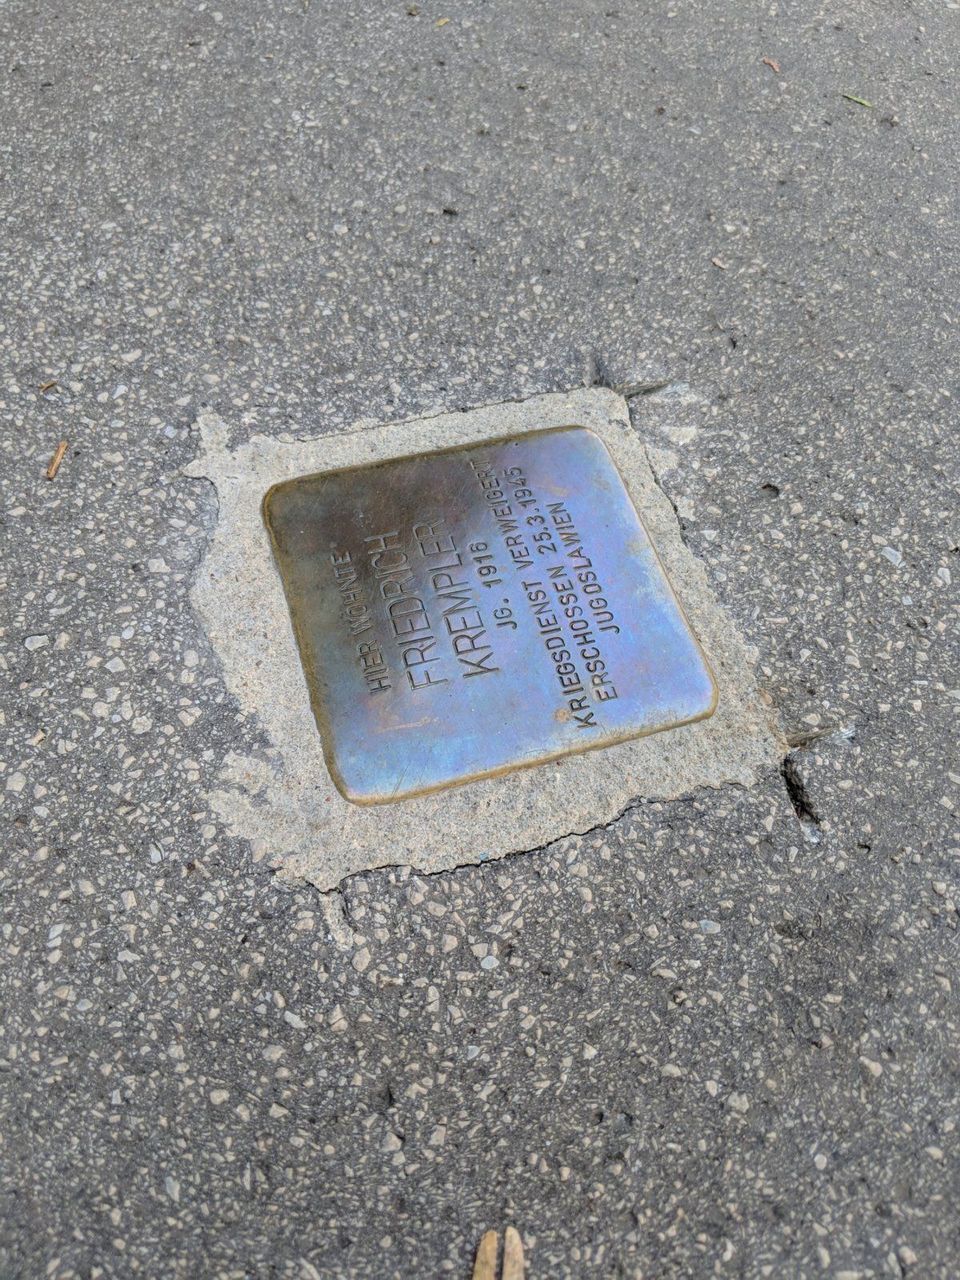 HIER WOHNTE
FRIEDRICH
KREMPLER
JG. 1916
KRIEGSDIENST VERWEIGERT
ERSCHOSSEN 25.3.1945
JUGOSLAWIEN